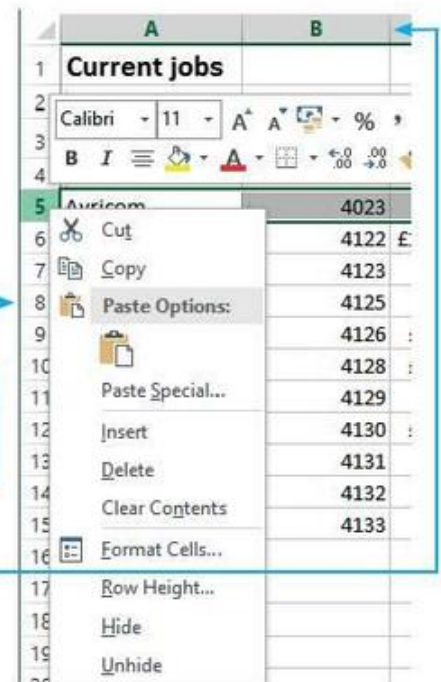 A B
1 Current jobs
2
Calibri 11 A A % ,
3
B I A .00 .00
4
5 Avricom 4023
6 Cut 4122 £
7 Copy 4123
8 Paste Options: 4125
9 4126
10 4128
Paste Special...
11 4129
12 Insert 4130
13 Delete 4131
14 Clear Contents 4132
15 4133
16 Format Cells...
17 Row Height...
18 Hide
19 Unhide